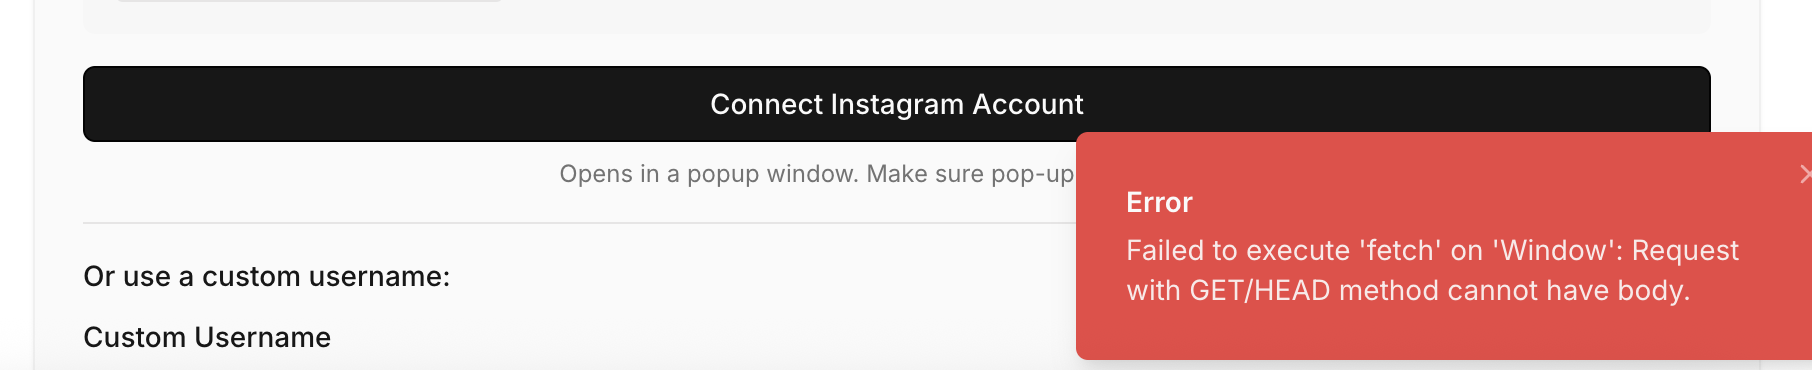 Connect Instagram Account
Opens in a popup window. Make sure pop-up
Error
Failed to execute 'fetch' on 'Window': Request
with GET/HEAD method cannot have body.
Or use a custom username:
Custom Username